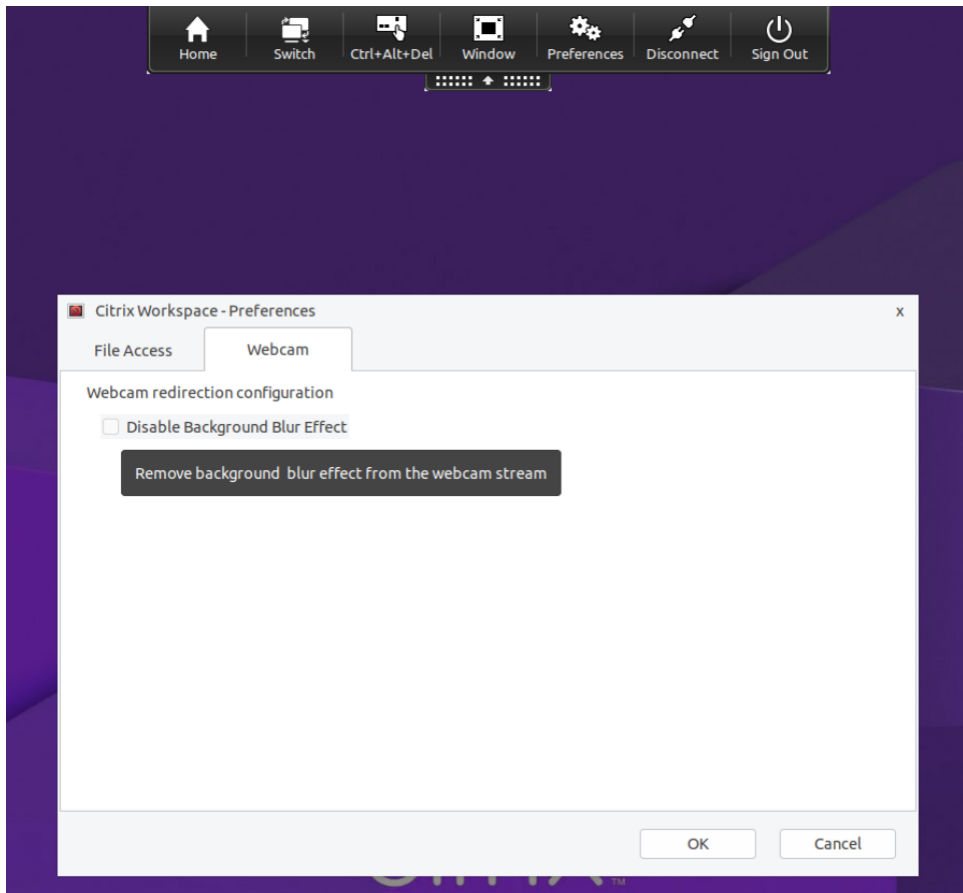 Home Switch Ctrl+Alt+Del Window Preferences Disconnect Sign Out
Citrix Workspace - Preferences x
File Access Webcam
Webcam redirection configuration
Disable Background Blur Effect
Remove background blur effect from the webcam stream
OK Cancel
TM